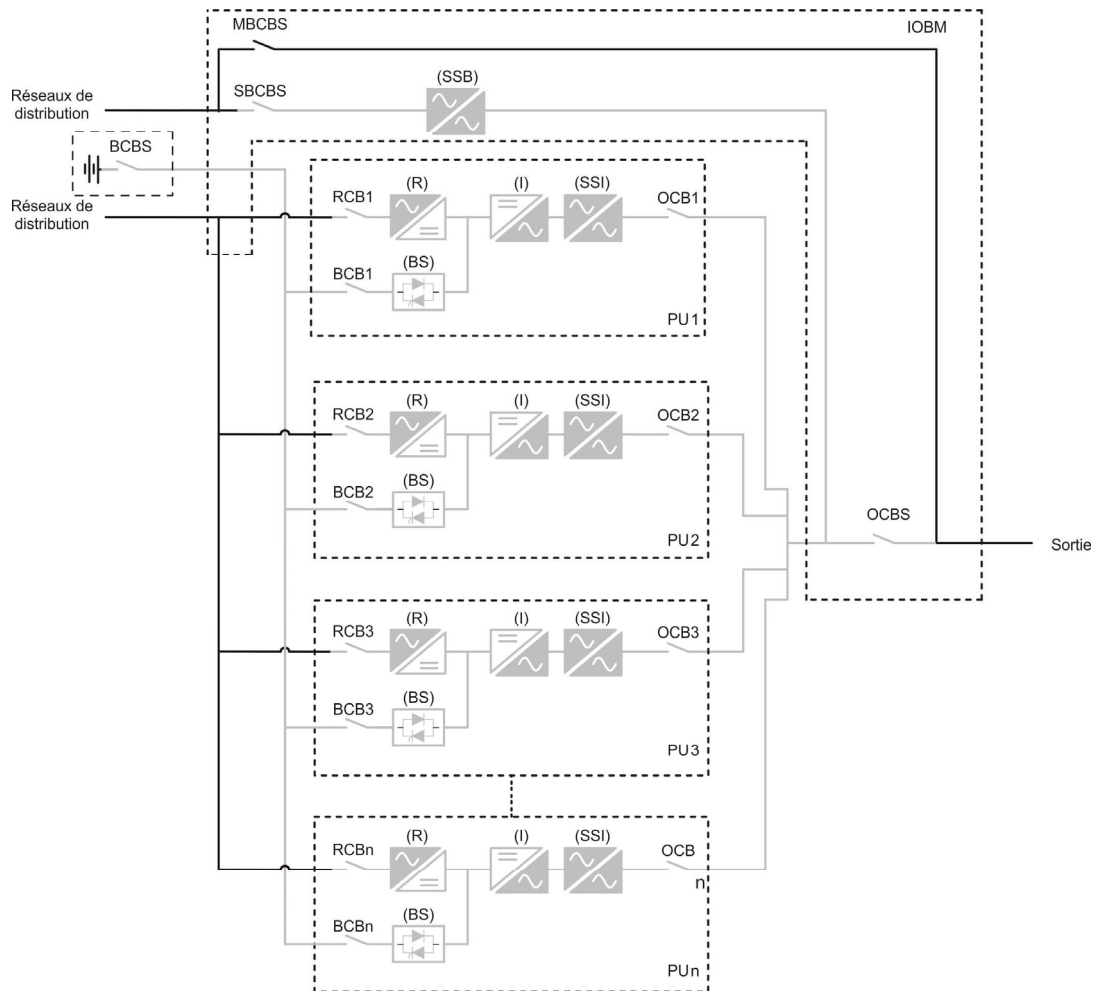 MBCBS
IOBM
Réseaux de
distribution
SBCBS
(SSB)
BCBS
Réseaux de
distribution
RCB1
(R)
(I)
(SSI)
OCB1
BCB1
(BS)
PU1
RCB2
(R)
(I)
(SSI)
OCB2
BCB2
(BS)
PU2
OCBS
Sortie
RCB3
(R)
(I)
(SSI)
OCB3
BCB3
(BS)
PU3
RCBn
(R)
(I)
(SSI)
OCB
n
BCBn
(BS)
PUn